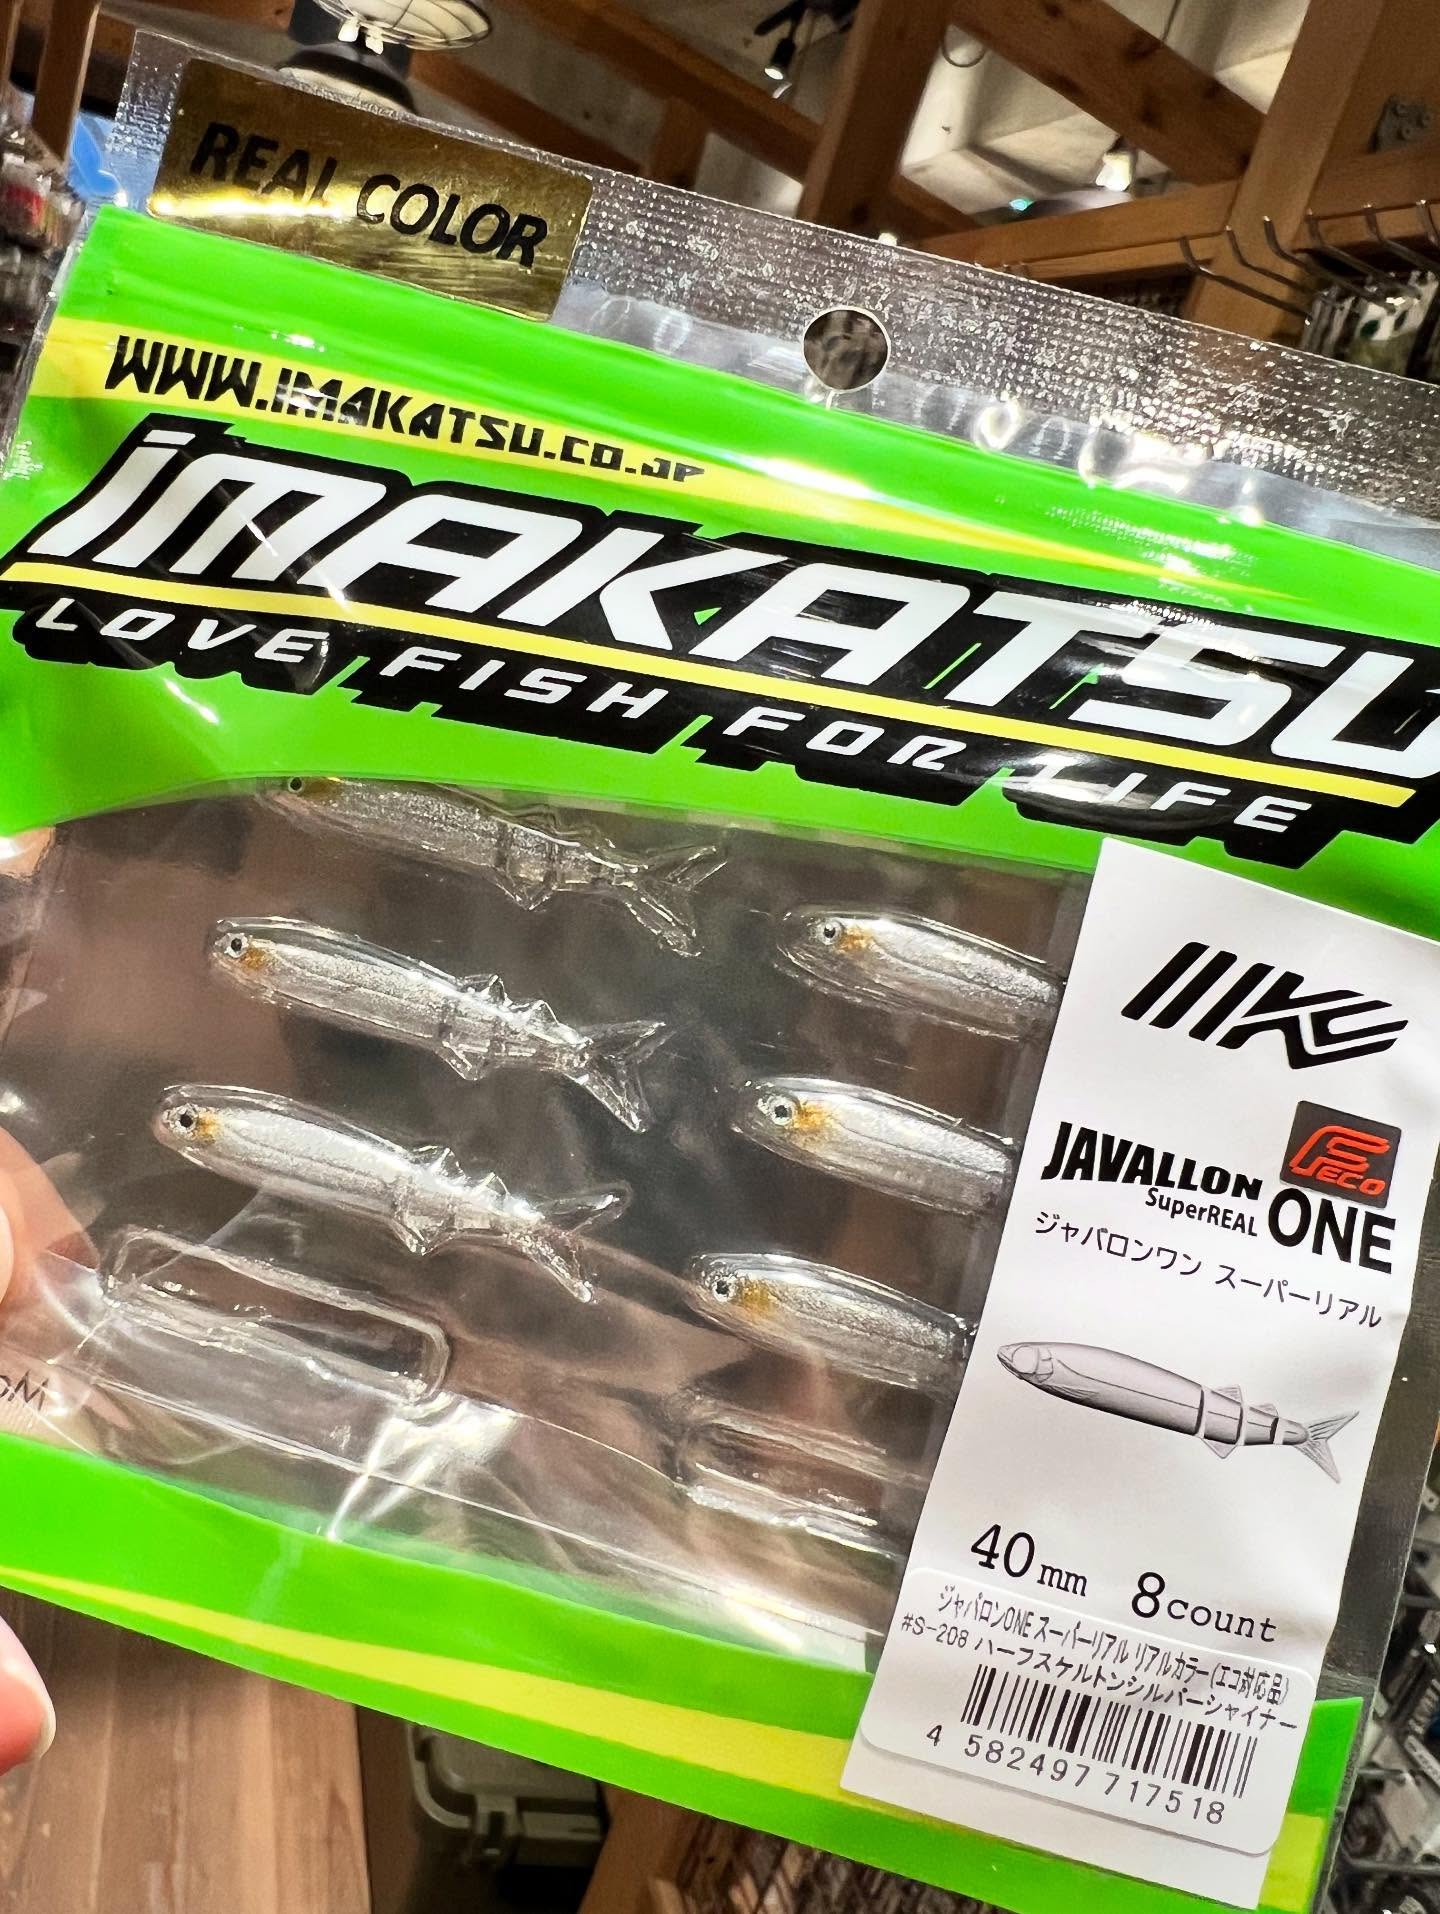 REAL COLOR
WWW.IMAKATSU.CO.JP
IMAKATSU
LOVE FISH FOR LIFE
JAVALLON
Feco
SuperREAL ONE
ジャバロンワン スーパーリアル
40mm 8count
ジャバロンONE スーパーリアル リアルカラー(エコ対応品)
#S-208 ハーフスケルトンシルバーシャイナー
4 582497 717518